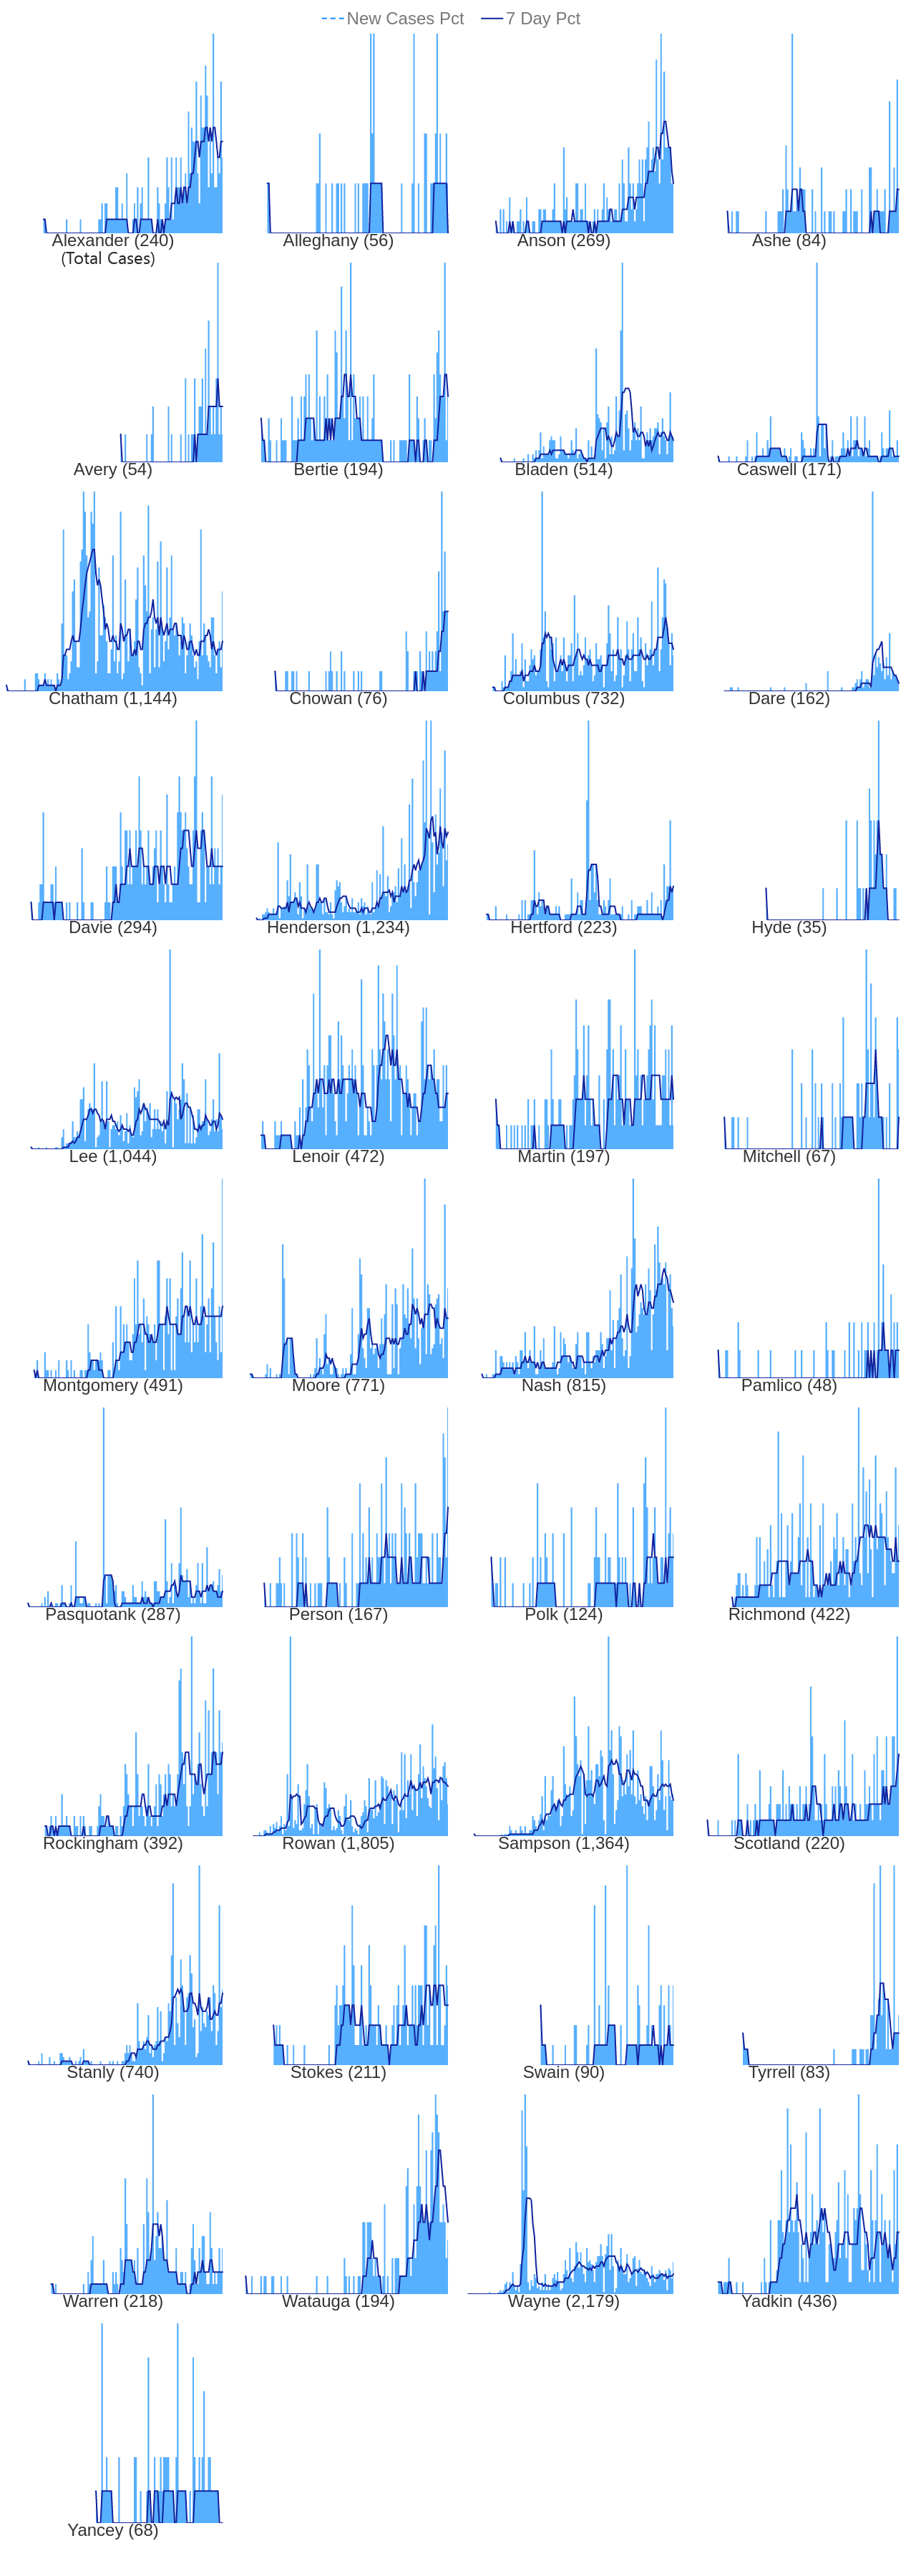 New Cases Pct 7 Day Pct
Alexander (240) Alleghany (56) Anson (269) Ashe (84)
(Total Cases)
Avery (54) Bertie (194) Bladen (514) Caswell (171)
Chatham (1,144) Chowan (76) Columbus (732) Dare (162)
Davie (294) Henderson (1,234) Hertford (223) Hyde (35)
Lee (1,044) Lenoir (472) Martin (197) Mitchell (67)
Montgomery (491) Moore (771) Nash (815) Pamlico (48)
Pasquotank (287) Person (167) Polk (124) Richmond (422)
Rockingham (392) Rowan (1,805) Sampson (1,364) Scotland (220)
Stanly (740) Stokes (211) Swain (90) Tyrrell (83)
Warren (218) Watauga (194) Wayne (2,179) Yadkin (436)
Yancey (68)